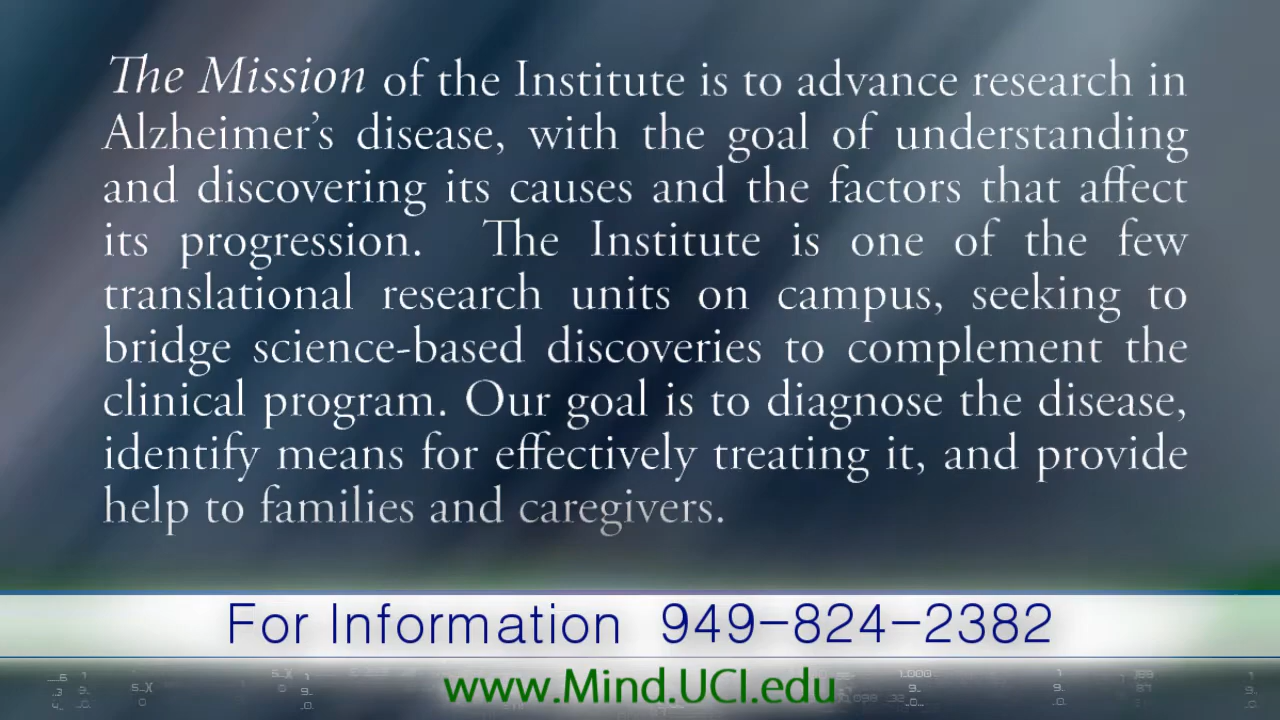 The Mission of the Institute is to advance research in
Alzheimer's disease, with the goal of understanding
and discovering its causes and the factors that affect
its progression. The Institute is one of the few
translational research units on campus, seeking to
bridge science-based discoveries to complement the
clinical program. Our goal is to diagnose the disease,
identify means for effectively treating it, and provide
help to families and caregivers.
For Information 949-824-2382
www.Mind.UCI.edu